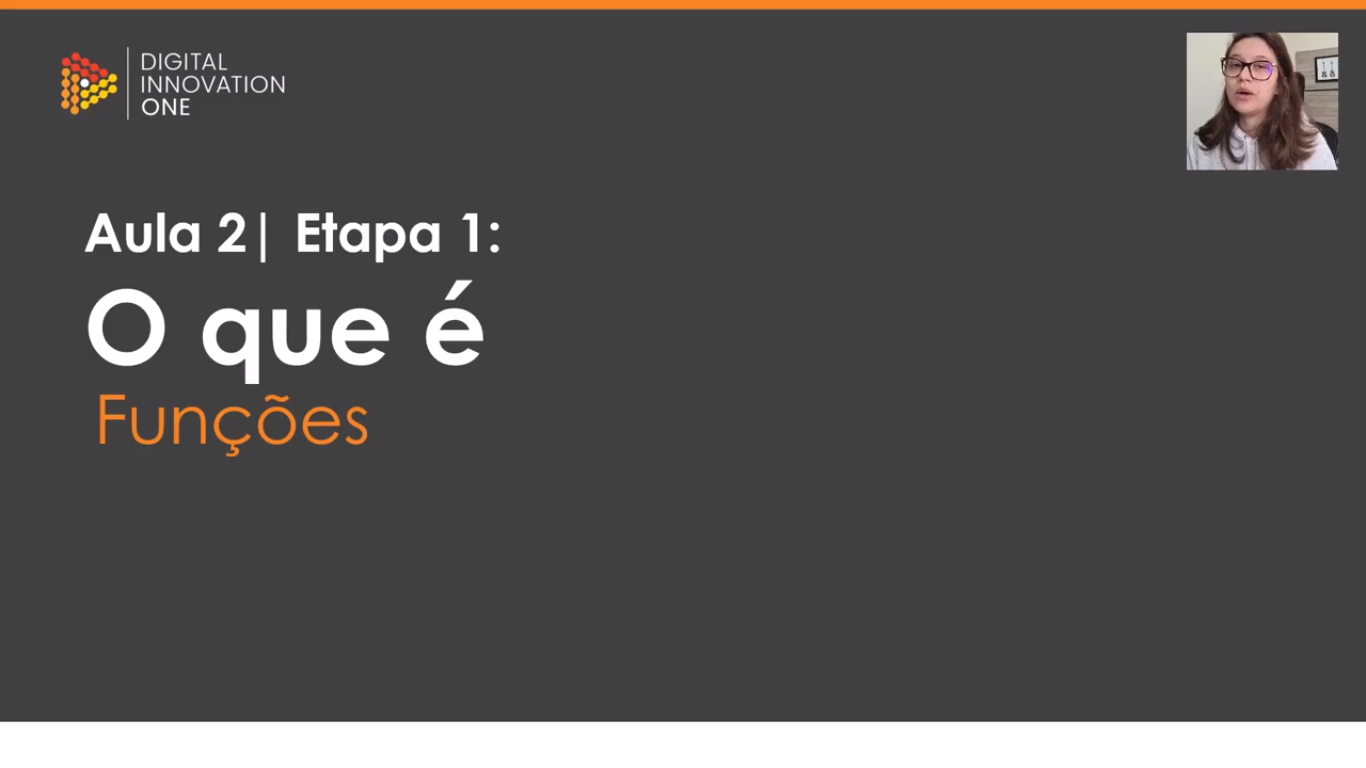 DIGITAL
INNOVATION
ONE
Aula 2| Etapa 1:
O que é
Funções